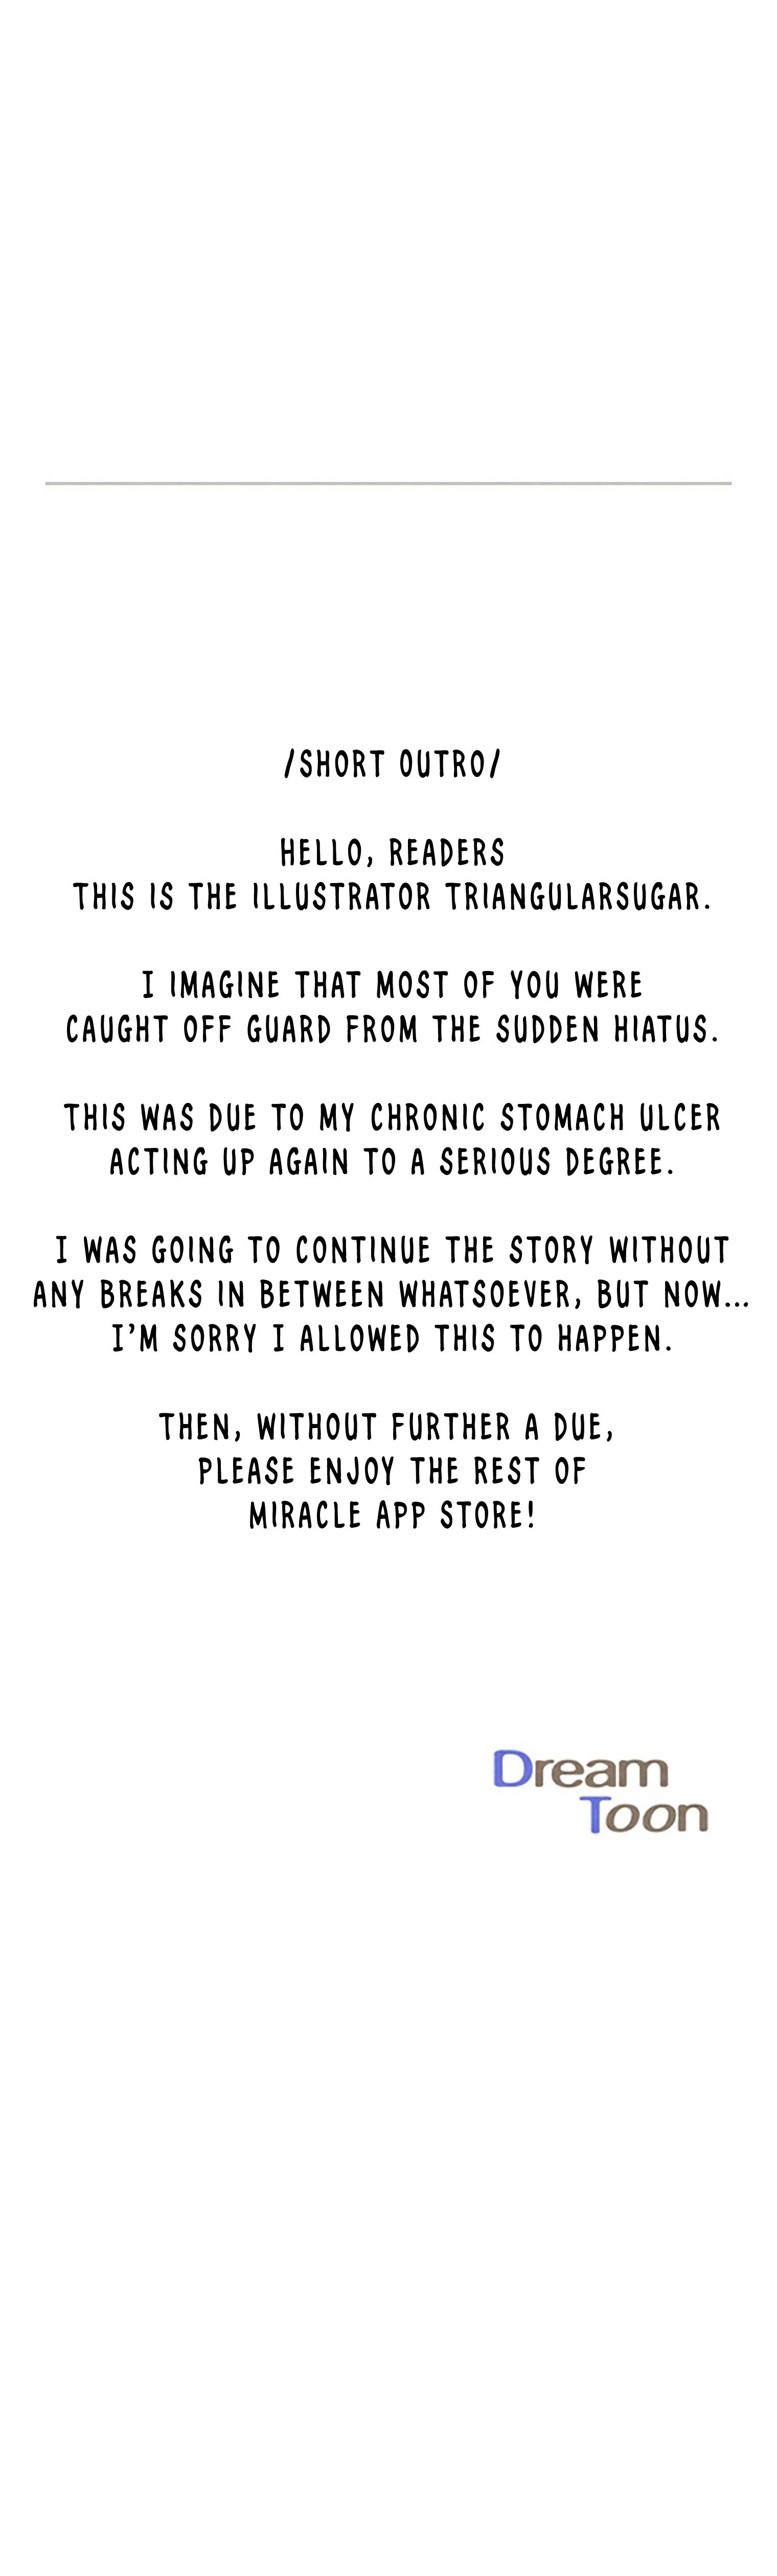 /SHORT OUTRO/
HELLO, READERS
THIS IS THE ILLUSTRATOR TRIANGULARSUGAR.
I IMAGINE THAT MOST OF YOU WERE
CAUGHT OFF GUARD FROM THE SUDDEN HIATUS.
THIS WAS DUE TO MY CHRONIC STOMACH ULCER
ACTING UP AGAIN TO A SERIOUS DEGREE.
I WAS GOING TO CONTINUE THE STORY WITHOUT
ANY BREAKS IN BETWEEN WHATSOEVER, BUT NOW...
I'M SORRY I ALLOWED THIS TO HAPPEN.
THEN, WITHOUT FURTHER A DUE,
PLEASE ENJOY THE REST OF
MIRACLE APP STORE!
Dream
Toon